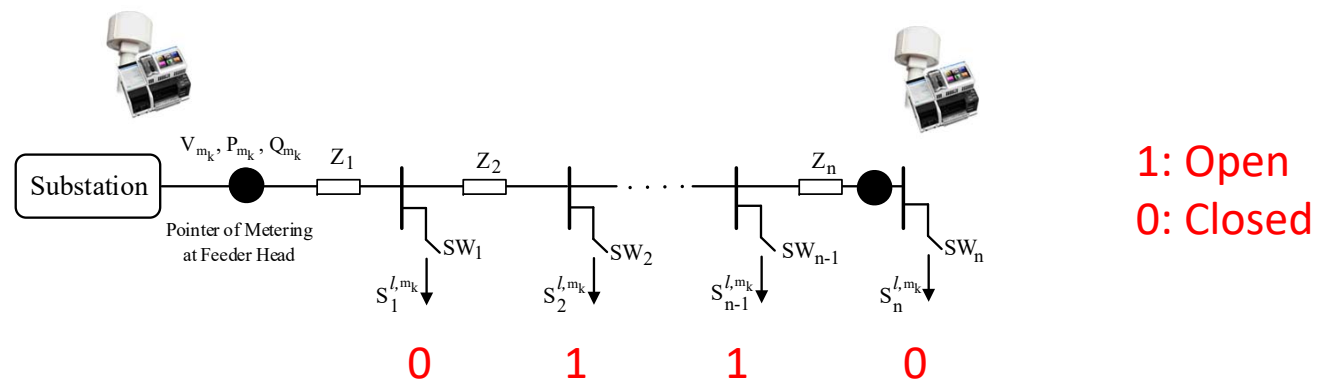 V_{m_k}, P_{m_k}, Q_{m_k}
Z_1
Z_2
Z_n
Substation
. . . .
Pointer of Metering
at Feeder Head
SW_1
SW_2
SW_{n-1}
SW_n
S_1^{l,m_k}
S_2^{l,m_k}
S_{n-1}^{l,m_k}
S_n^{l,m_k}
0 1 1 0
1: Open
0: Closed